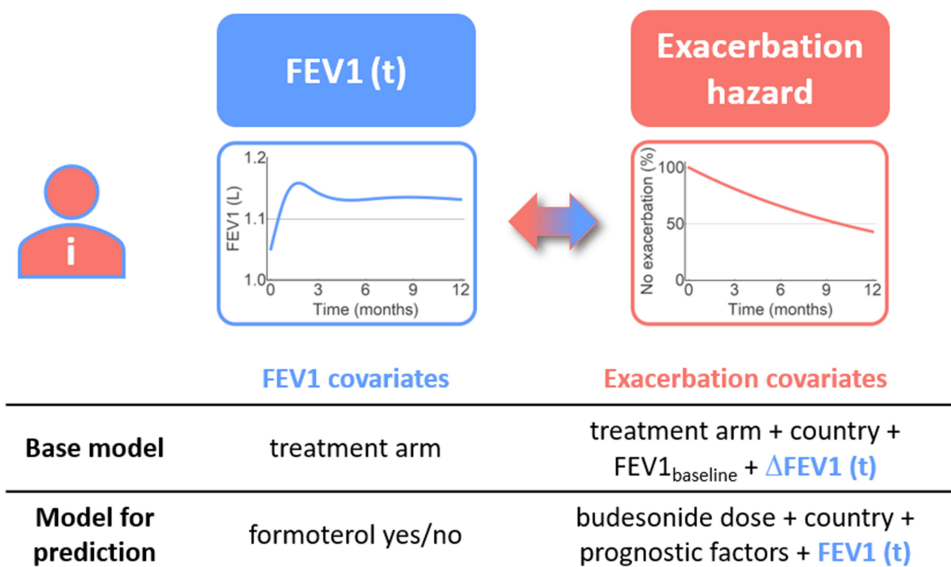 FEV1 (t)
Exacerbation
hazard
i
FEV1 (L)
1.2
1.1
1.0
0 3 6 9 12
Time (months)
No exacerbation (%)
100
50
0
0 3 6 9 12
Time (months)
FEV1 covariates
Exacerbation covariates
Base model
treatment arm
treatment arm + country +
FEV1baseline + ΔFEV1 (t)
Model for
prediction
formoterol yes/no
budesonide dose + country +
prognostic factors + FEV1 (t)